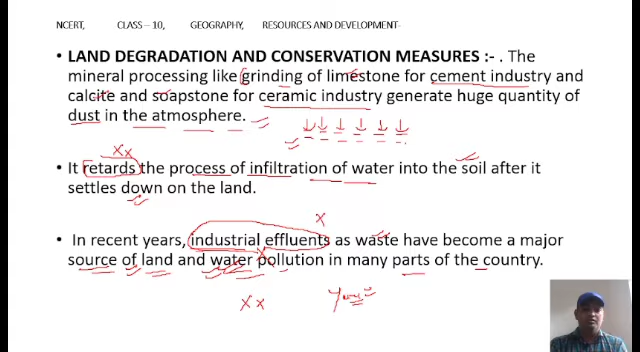 NCERT, CLASS – 10, GEOGRAPHY, RESOURCES AND DEVELOPMENT-
• LAND DEGRADATION AND CONSERVATION MEASURES :- . The
mineral processing like grinding of limestone for cement industry and
calcite and soapstone for ceramic industry generate huge quantity of
dust in the atmosphere.
• It retards the process of infiltration of water into the soil after it
settles down on the land.
• In recent years, industrial effluents as waste have become a major
source of land and water pollution in many parts of the country.